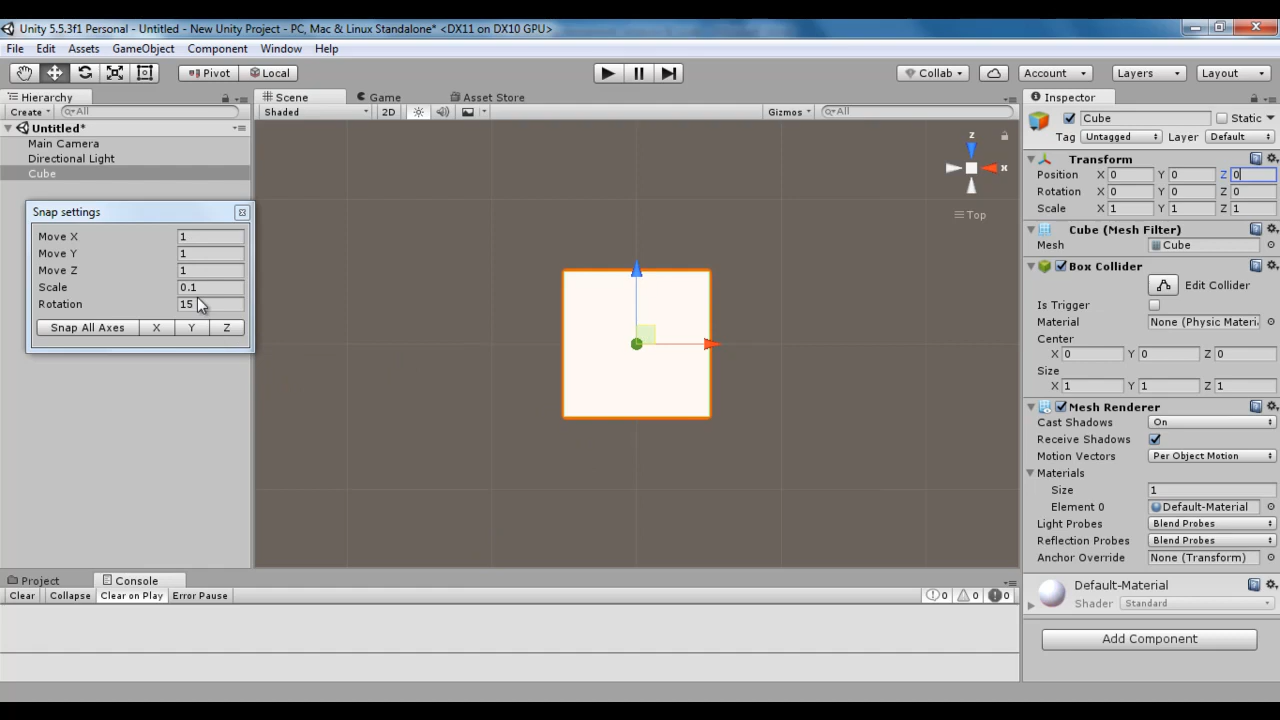 Unity 5.5.3f1 Personal - Untitled - New Unity Project - PC, Mac & Linux Standalone* <DX11 on DX10 GPU>
File Edit Assets GameObject Component Window Help
Pivot Local Collab Account Layers Layout
Hierarchy Scene Game Asset Store Inspector
Create All Shaded 2D Gizmos All Cube Static
Untitled*
Tag Untagged Layer Default
Main Camera
Directional Light
Cube
z
x
Top
Transform
Position X 0 Y 0 Z 0
Rotation X 0 Y 0 Z 0
Scale X 1 Y 1 Z 1
Snap settings
Move X 1
Move Y 1
Move Z 1
Scale 0.1
Rotation 15
Snap All Axes X Y Z
Cube (Mesh Filter)
Mesh Cube
Box Collider
Edit Collider
Is Trigger
Material None (Physic Materi
Center
X 0 Y 0 Z 0
Size
X 1 Y 1 Z 1
Mesh Renderer
Cast Shadows On
Receive Shadows
Motion Vectors Per Object Motion
Materials
Size 1
Element 0 Default-Material
Light Probes Blend Probes
Reflection Probes Blend Probes
Anchor Override None (Transform)
Default-Material
Shader Standard
Add Component
Project Console
Clear Collapse Clear on Play Error Pause 0 0 0